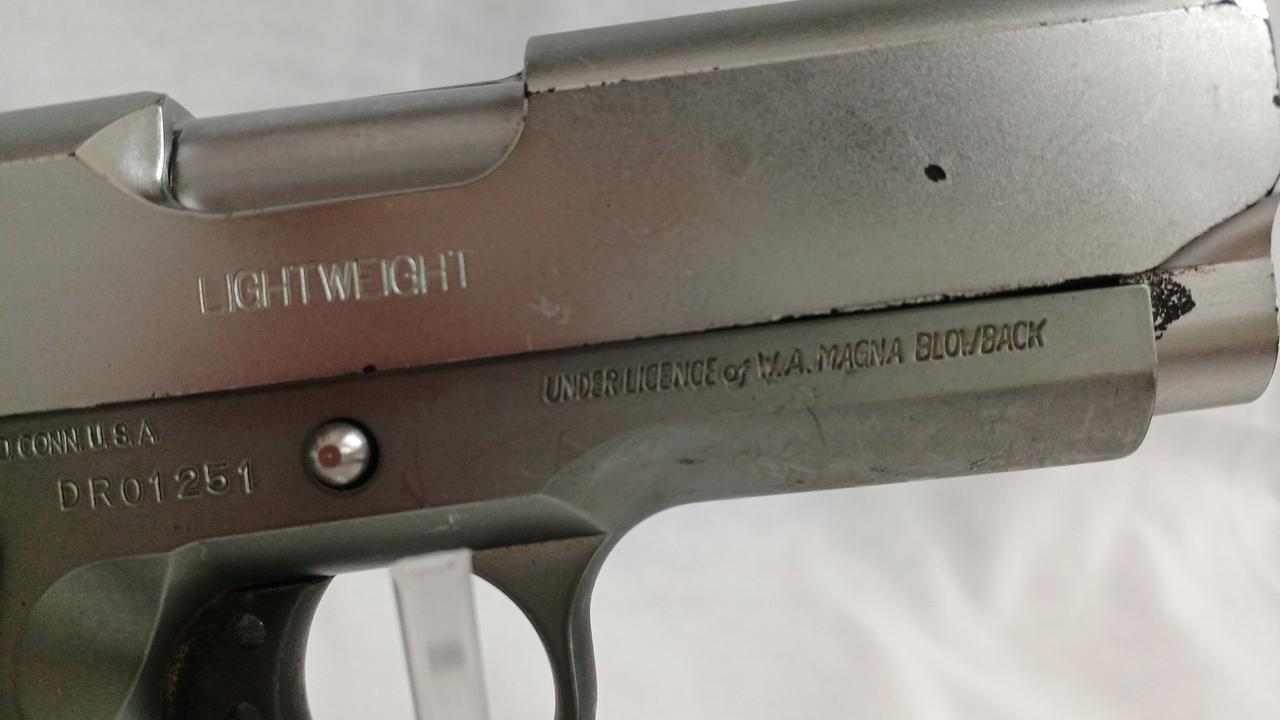 LIGHTWEIGHT
UNDER LICENCE of W.A. MAGNA BLOWBACK
CONN. U.S.A
DR01251